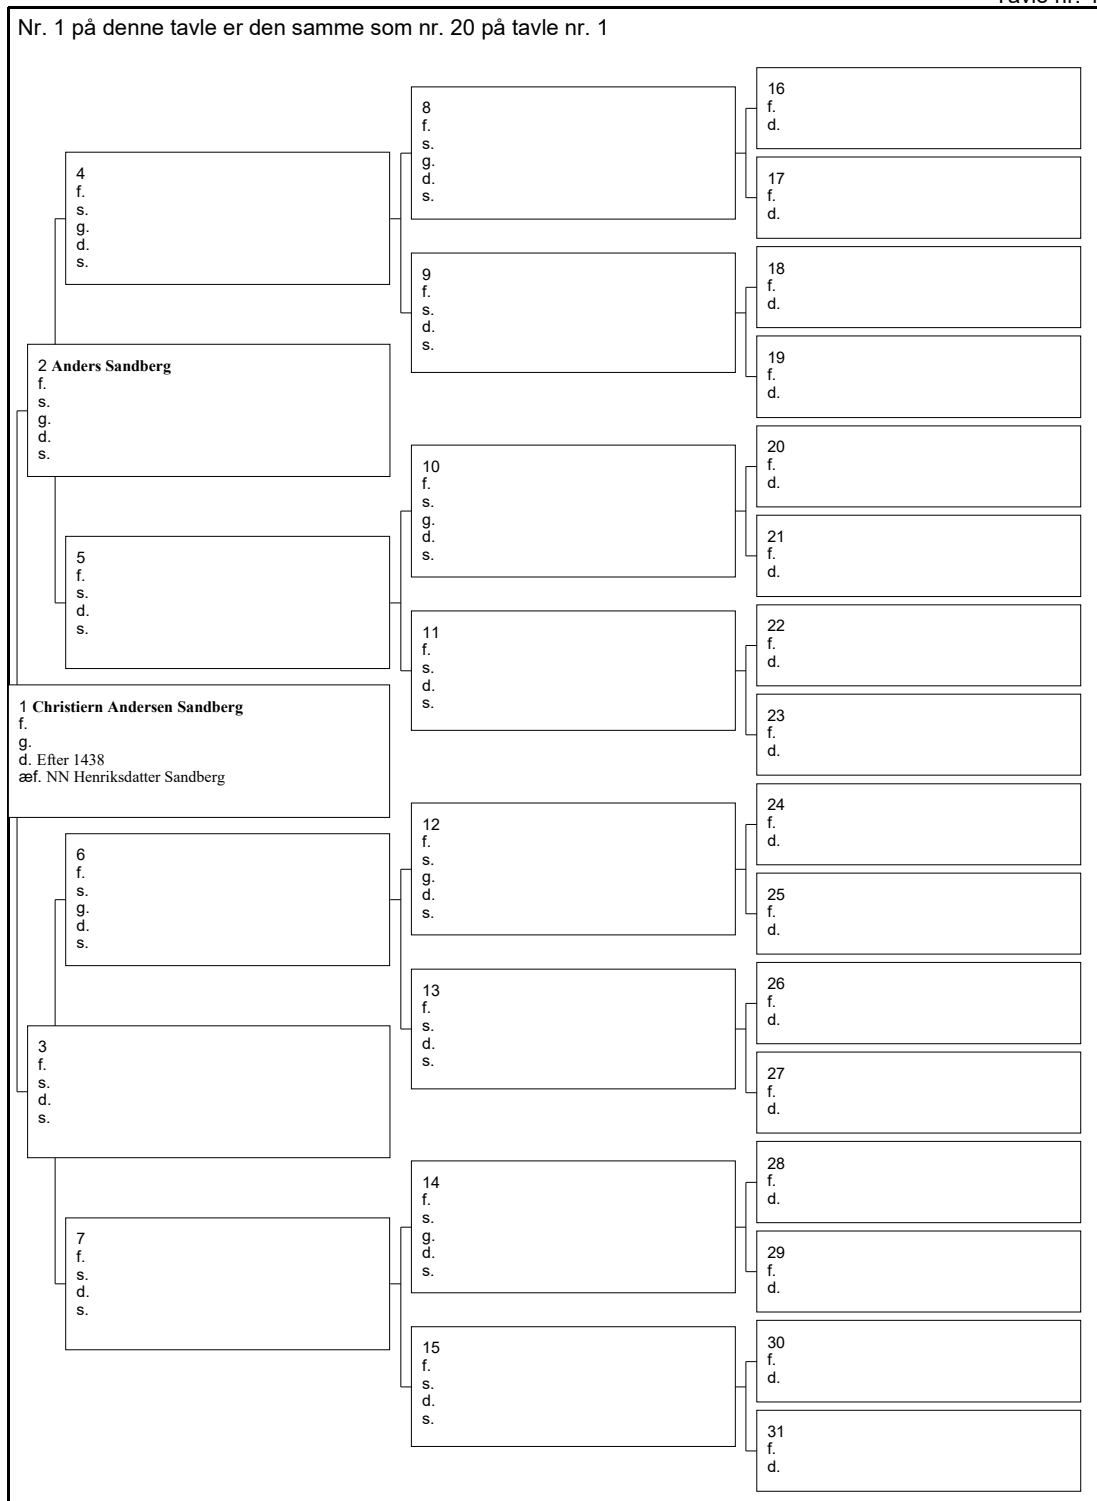 Nr. 1 på denne tavle er den samme som nr. 20 på tavle nr. 1
16
f.
d.
8
f.
s.
g.
d.
s.
17
f.
d.
4
f.
s.
g.
d.
s.
18
f.
d.
9
f.
s.
d.
s.
19
f.
d.
2 Anders Sandberg
f.
s.
g.
d.
s.
20
f.
d.
10
f.
s.
g.
d.
s.
21
f.
d.
5
f.
s.
d.
s.
22
f.
d.
11
f.
s.
d.
s.
23
f.
d.
1 Christiern Andersen Sandberg
f.
g.
d. Efter 1438
æf. NN Henriksdatter Sandberg
24
f.
d.
12
f.
s.
g.
d.
s.
25
f.
d.
6
f.
s.
g.
d.
s.
26
f.
d.
13
f.
s.
d.
s.
27
f.
d.
3
f.
s.
d.
s.
28
f.
d.
14
f.
s.
g.
d.
s.
29
f.
d.
7
f.
s.
d.
s.
30
f.
d.
15
f.
s.
d.
s.
31
f.
d.